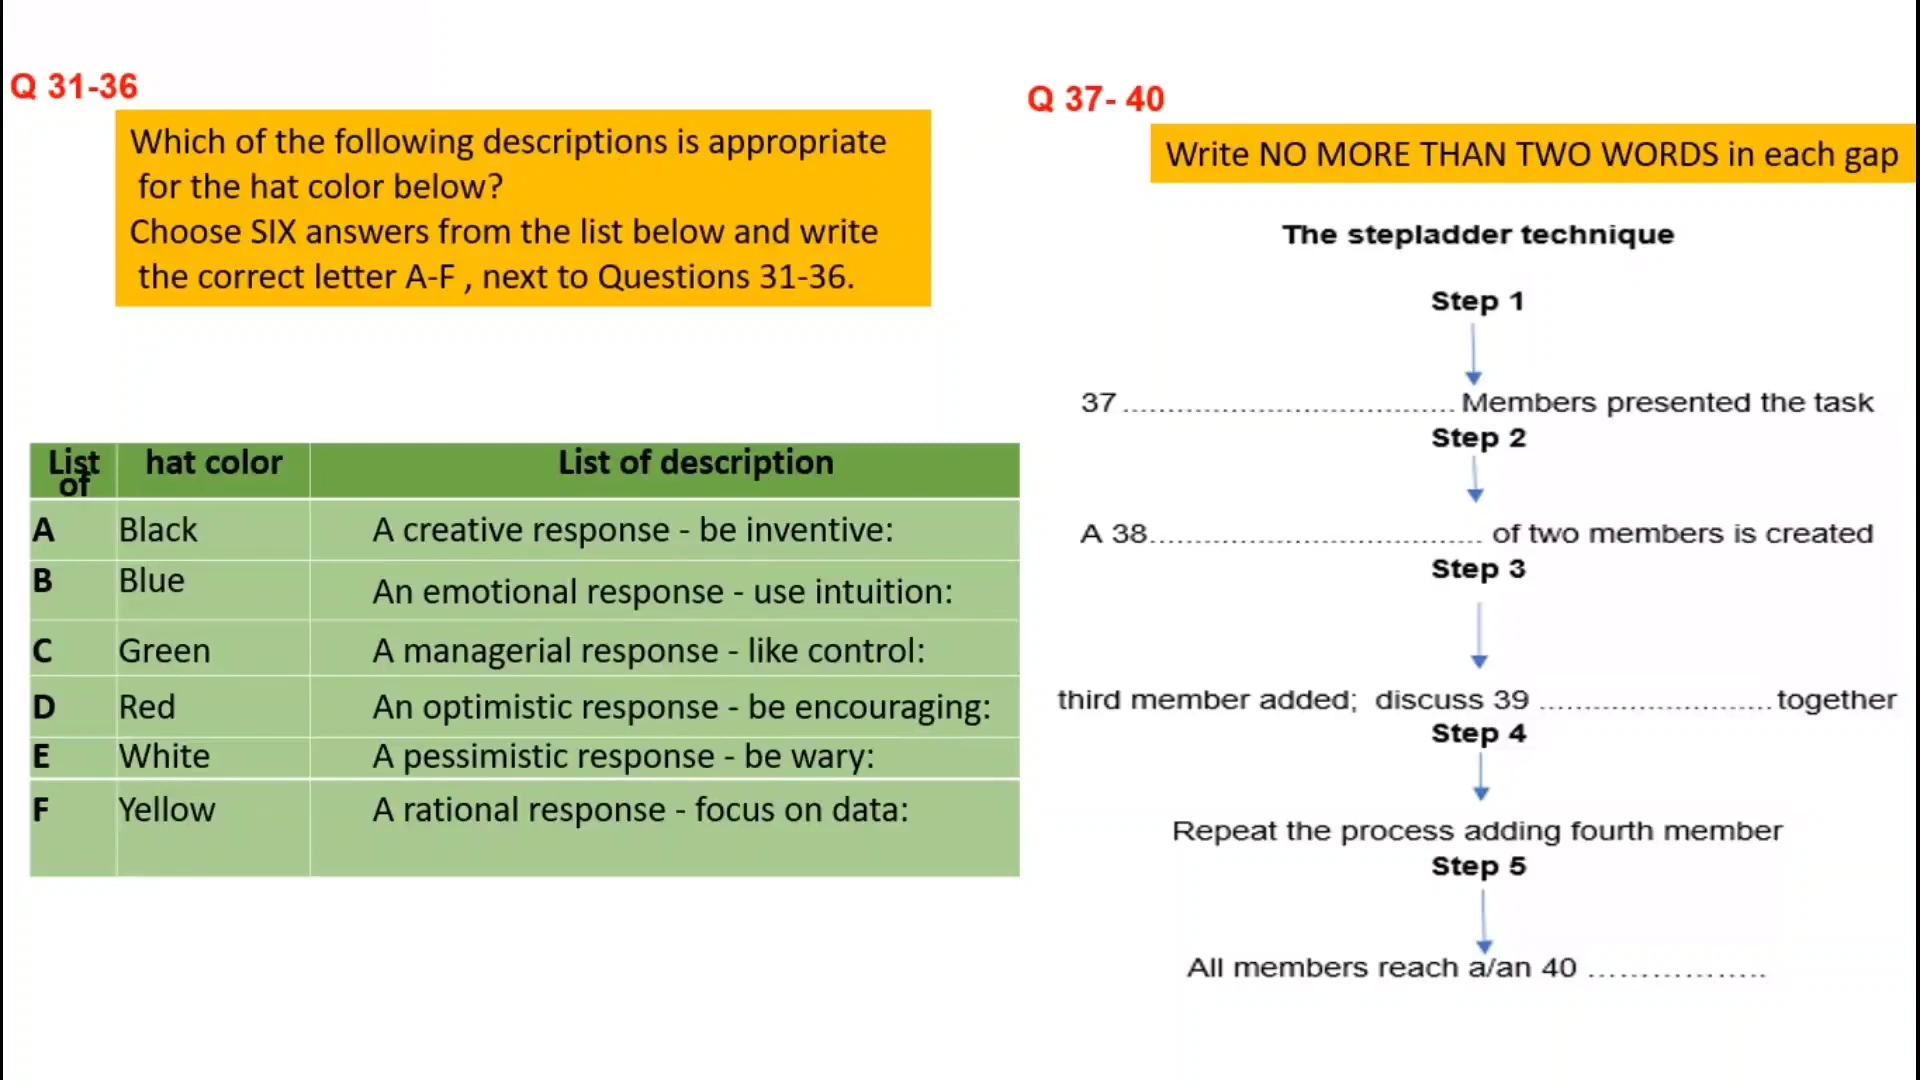 Q 31-36
Which of the following descriptions is appropriate
for the hat color below?
Choose SIX answers from the list below and write
the correct letter A-F , next to Questions 31-36.
List of hat color List of description
A Black A creative response - be inventive:
B Blue An emotional response - use intuition:
C Green A managerial response - like control:
D Red An optimistic response - be encouraging:
E White A pessimistic response - be wary:
F Yellow A rational response - focus on data:
Q 37- 40
Write NO MORE THAN TWO WORDS in each gap
The stepladder technique
Step 1
37 ..................................... Members presented the task
Step 2
A 38..................................... of two members is created
Step 3
third member added; discuss 39 .......................... together
Step 4
Repeat the process adding fourth member
Step 5
All members reach a/an 40 ..................